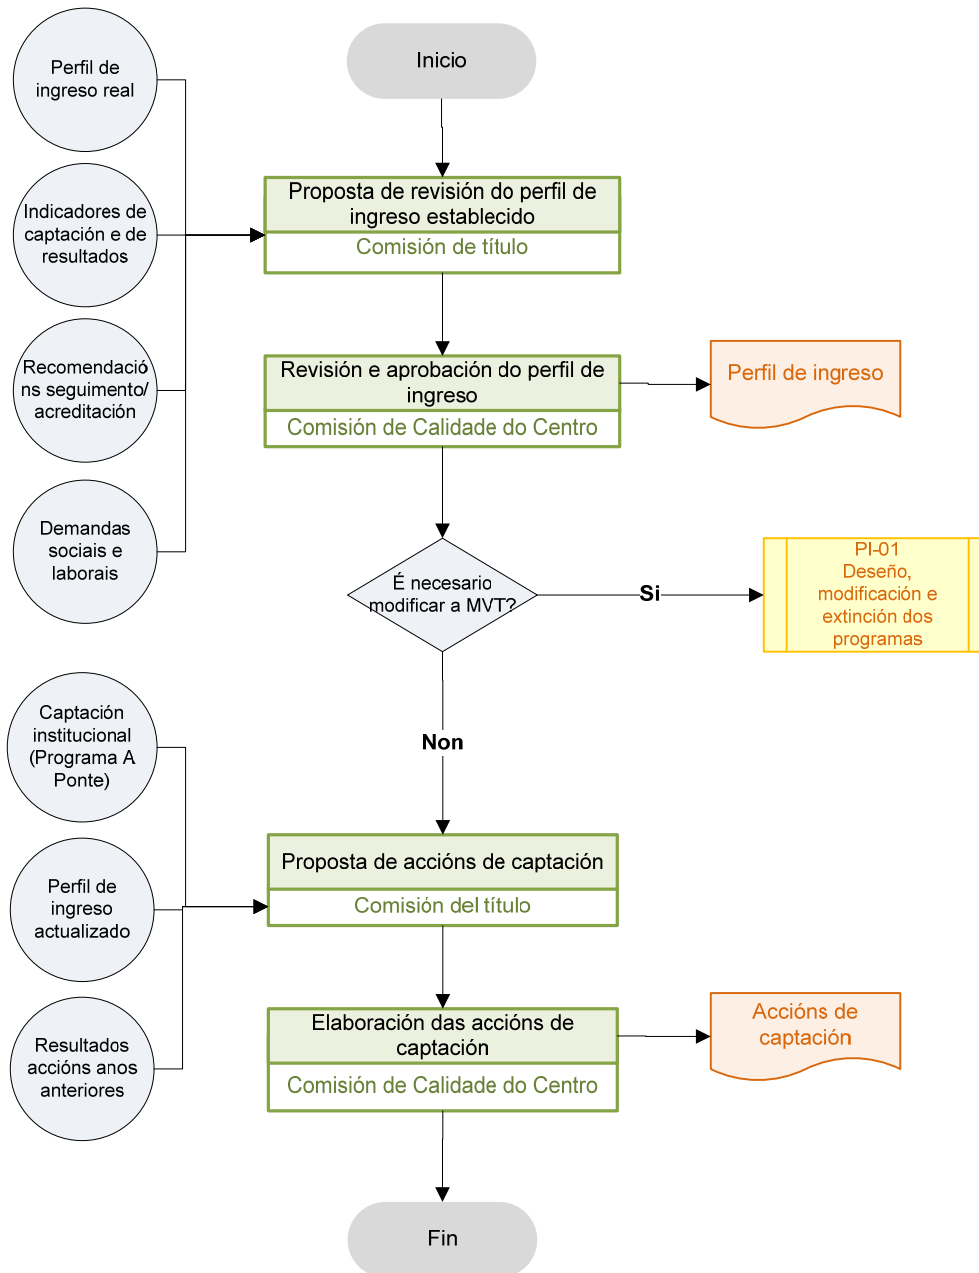 Perfil de
ingreso real
Inicio
Indicadores de
captación e de
resultados
Proposta de revisión do perfil de
ingreso establecido
Comisión de título
Recomendació
ns seguimento/
acreditación
Revisión e aprobación do perfil de
ingreso
Comisión de Calidade do Centro
Perfil de ingreso
Demandas
sociais e
laborais
É necesario
modificar a MVT?
Si
PI-01
Deseño,
modificación e
extinción dos
programas
Non
Captación
institucional
(Programa A
Ponte)
Perfil de
ingreso
actualizado
Proposta de accións de captación
Comisión del título
Resultados
accións anos
anteriores
Elaboración das accións de
captación
Comisión de Calidade do Centro
Accións de
captación
Fin